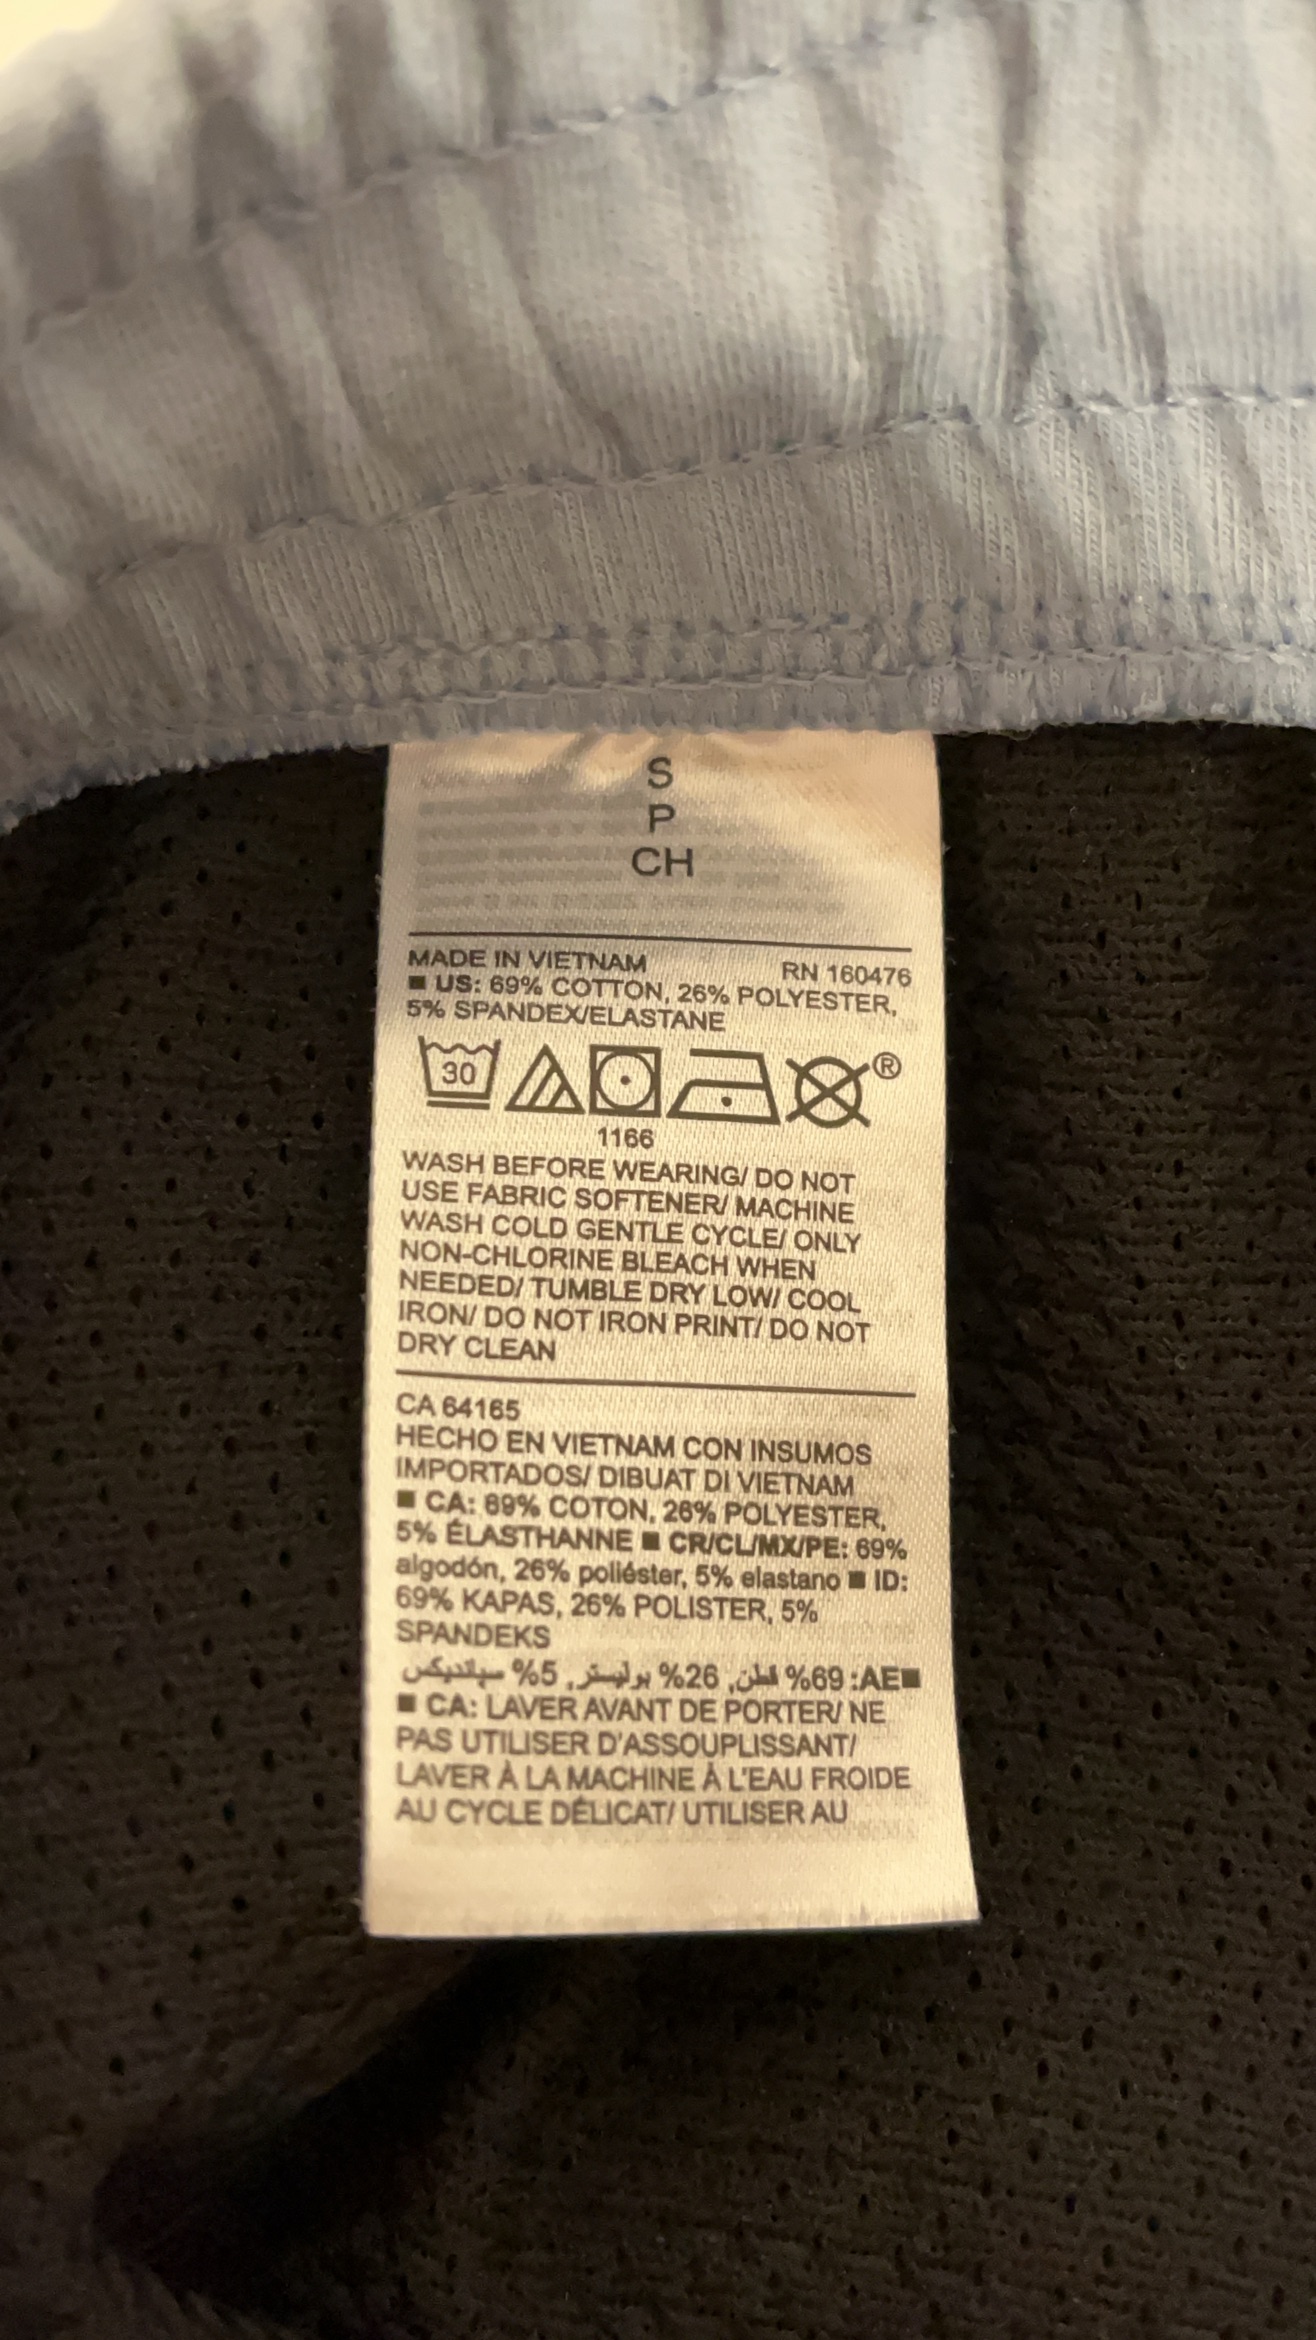 S
P
CH
MADE IN VIETNAM RN 160476
■ US: 69% COTTON, 26% POLYESTER,
5% SPANDEX/ELASTANE
30
®
1166
WASH BEFORE WEARING/ DO NOT
USE FABRIC SOFTENER/ MACHINE
WASH COLD GENTLE CYCLE/ ONLY
NON-CHLORINE BLEACH WHEN
NEEDED/ TUMBLE DRY LOW/ COOL
IRON/ DO NOT IRON PRINT/ DO NOT
DRY CLEAN
CA 64165
HECHO EN VIETNAM CON INSUMOS
IMPORTADOS/ DIBUAT DI VIETNAM
■ CA: 69% COTON, 26% POLYESTER,
5% ÉLASTHANNE ■ CR/CL/MX/PE: 69%
algodón, 26% poliéster, 5% elastano ■ ID:
69% KAPAS, 26% POLISTER, 5%
SPANDEKS
■AE: 69% قطن, 26% بوليستر, 5% سباندیكس
■ CA: LAVER AVANT DE PORTER/ NE
PAS UTILISER D'ASSOUPLISSANT/
LAVER À LA MACHINE À L'EAU FROIDE
AU CYCLE DÉLICAT/ UTILISER AU